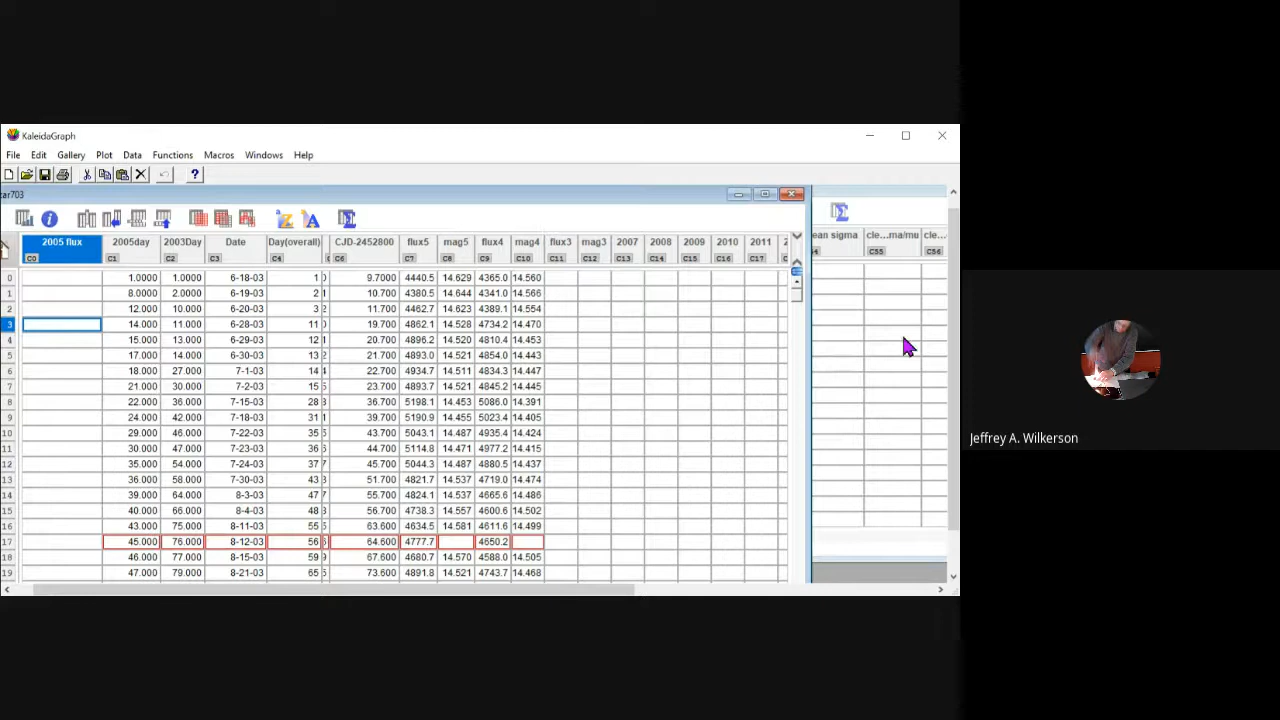 KaleidaGraph
File Edit Gallery Plot Data Functions Macros Windows Help
tar703
2005 flux 2005day 2003Day Date Day(overall) CJD-2452800 flux5 mag5 flux4 mag4 flux3 mag3 2007 2008 2009 2010 2011 ean sigma cle...ma/mu cle...
C0 C1 C2 C3 C4 C6 C7 C8 C9 C10 C11 C12 C13 C14 C15 C16 C17 C55 C56
0 1.0000 1.0000 6-18-03 1 9.7000 4440.5 14.629 4365.0 14.560
1 8.0000 2.0000 6-19-03 2 10.700 4380.5 14.644 4341.0 14.566
2 12.000 10.000 6-20-03 3 11.700 4462.7 14.623 4389.1 14.554
3 14.000 11.000 6-28-03 11 19.700 4862.1 14.528 4734.2 14.470
4 15.000 13.000 6-29-03 12 20.700 4896.2 14.520 4810.4 14.453
5 17.000 14.000 6-30-03 13 21.700 4893.0 14.521 4854.0 14.443
6 18.000 27.000 7-1-03 14 22.700 4934.7 14.511 4834.3 14.447
7 21.000 30.000 7-2-03 15 23.700 4893.7 14.521 4845.2 14.445
8 22.000 36.000 7-15-03 28 36.700 5198.1 14.453 5086.0 14.391
9 24.000 42.000 7-18-03 31 39.700 5190.9 14.455 5023.4 14.405
10 29.000 46.000 7-22-03 35 43.700 5043.1 14.487 4935.4 14.424
11 30.000 47.000 7-23-03 36 44.700 5114.8 14.471 4977.2 14.415
12 35.000 54.000 7-24-03 37 45.700 5044.3 14.487 4880.5 14.437
13 36.000 58.000 7-30-03 43 51.700 4821.7 14.537 4719.0 14.474
14 39.000 64.000 8-3-03 47 55.700 4824.1 14.537 4665.6 14.486
15 40.000 66.000 8-4-03 48 56.700 4738.3 14.557 4600.6 14.502
16 43.000 75.000 8-11-03 55 63.600 4634.5 14.581 4611.6 14.499
17 45.000 76.000 8-12-03 56 64.600 4777.7 4650.2
18 46.000 77.000 8-15-03 59 67.600 4680.7 14.570 4588.0 14.505
19 47.000 79.000 8-21-03 65 73.600 4891.8 14.521 4743.7 14.468
Jeffrey A. Wilkerson